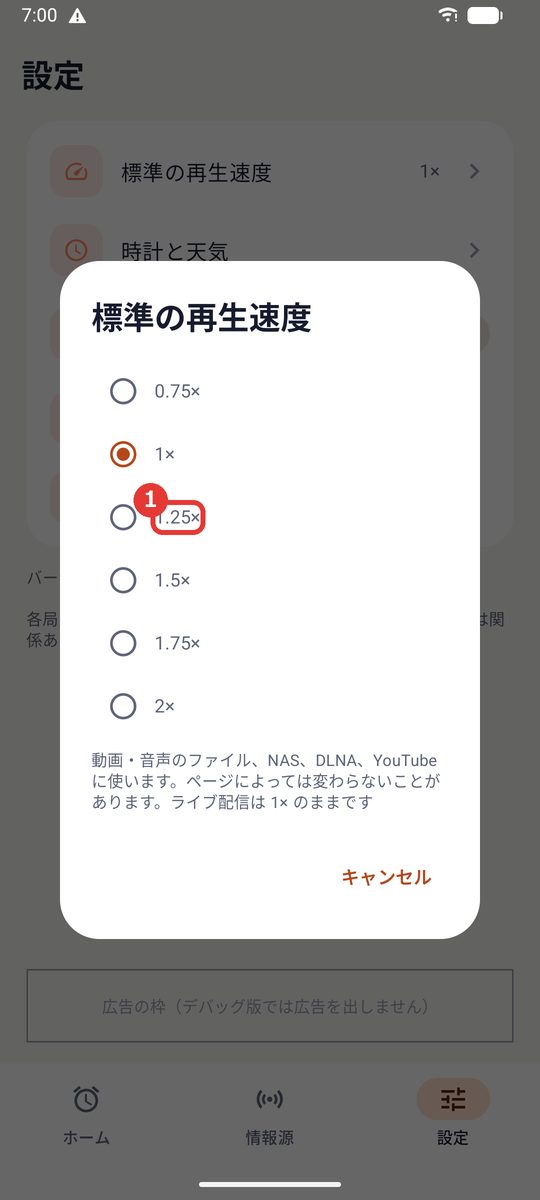 7:00
設定
標準の再生速度 1×
時計と天気
標準の再生速度
0.75×
1×
1
1.25×
1.5×
1.75×
2×
バー
各局
は関
係あ
動画・音声のファイル、NAS、DLNA、YouTube
に使います。ページによっては変わらないことが
あります。ライブ配信は 1× のままです
キャンセル
広告の枠（デバッグ版では広告を出しません）
ホーム
情報源
設定